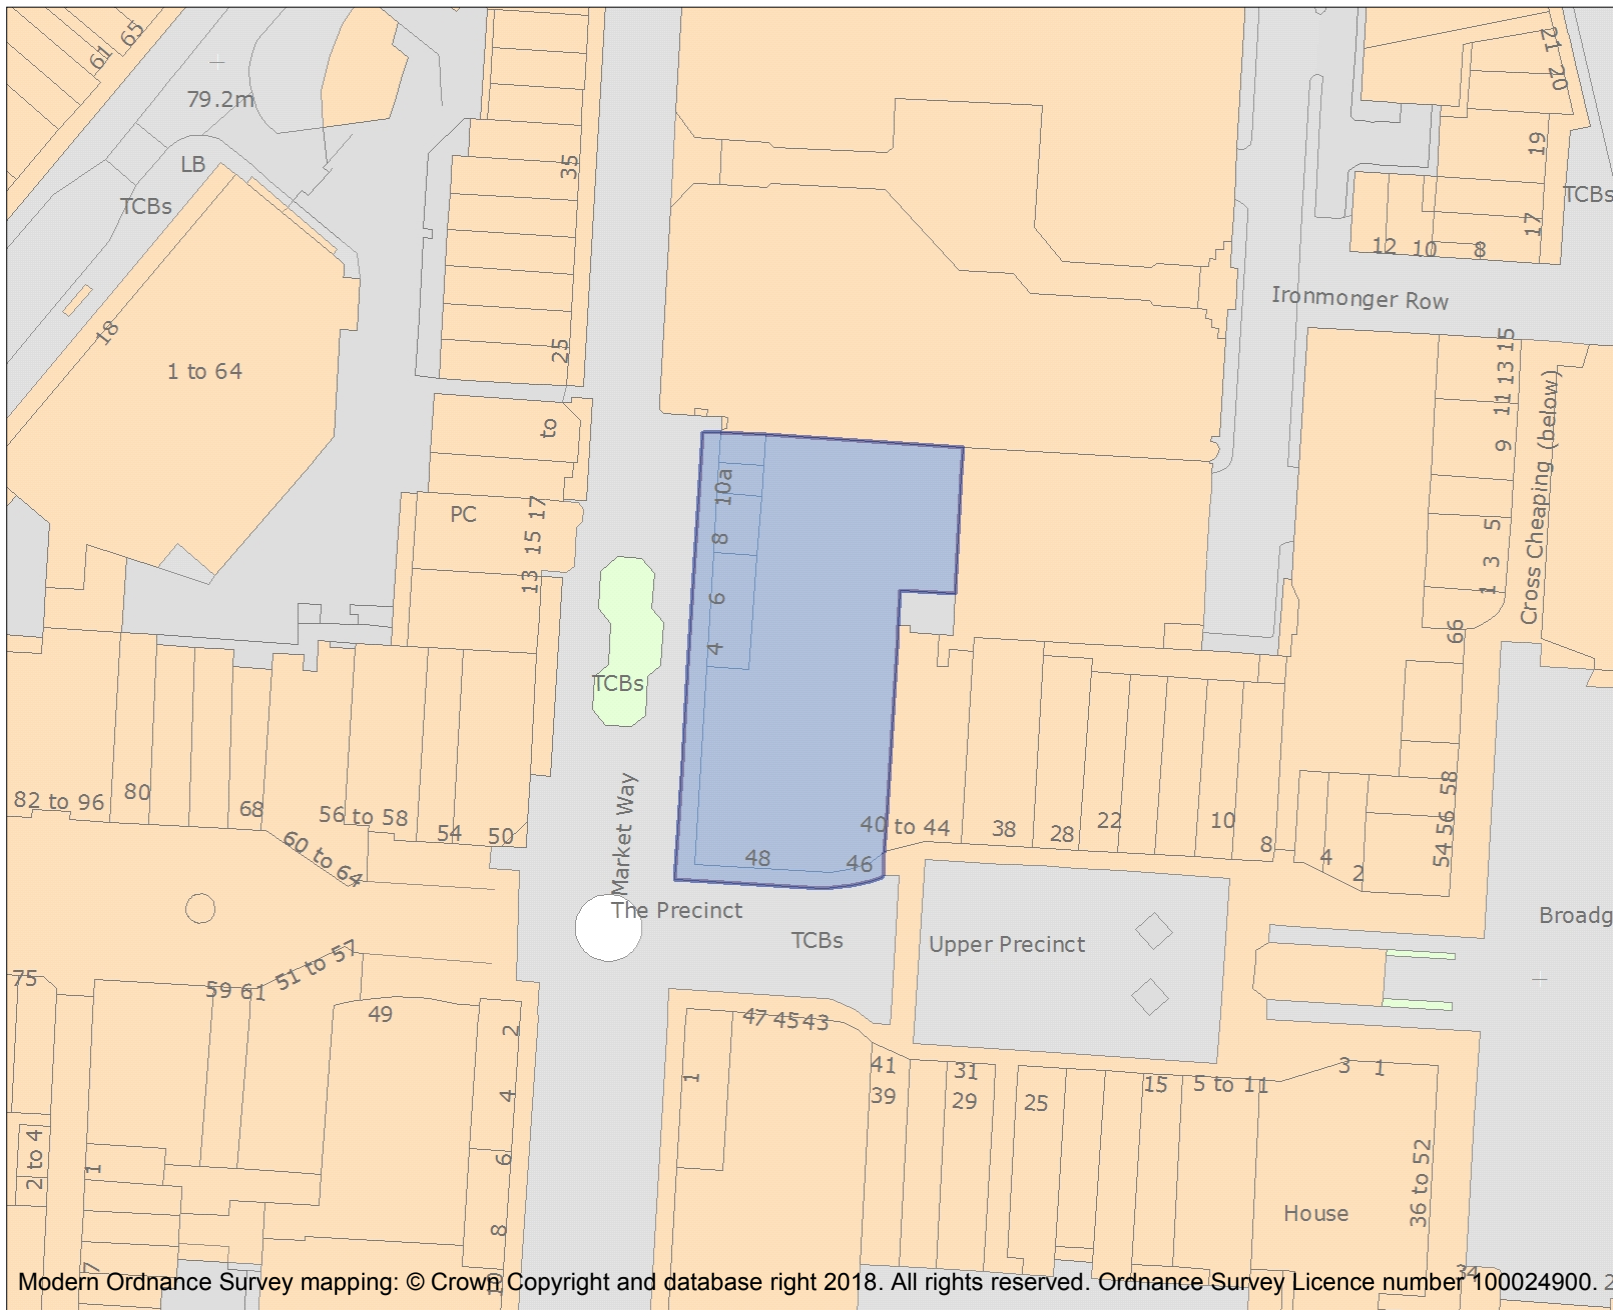 61
65
79.2m
LB
TCBs
18
1 to 64
35
25
to
PC
13 15 17
21
20
19
17
TCBs
12
10
8
Ironmonger Row
11 13 15
9
5
3
1
66
Cross Cheaping (below)
10a
8
6
4
TCBs
Market Way
82 to 96
80
68
60 to 64
56 to 58
54
50
48
46
40 to 44
38
28
22
10
8
4
2
58
54 56
The Precinct
TCBs
Upper Precinct
Broadg
75
59
61
51 to 57
49
2
4
6
8
10
47
45
43
41
39
31
29
25
15
5 to 11
3
1
1
2 to 4
1
7
36 to 52
House
34
Modern Ordnance Survey mapping: © Crown Copyright and database right 2018. All rights reserved. Ordnance Survey Licence number 100024900.